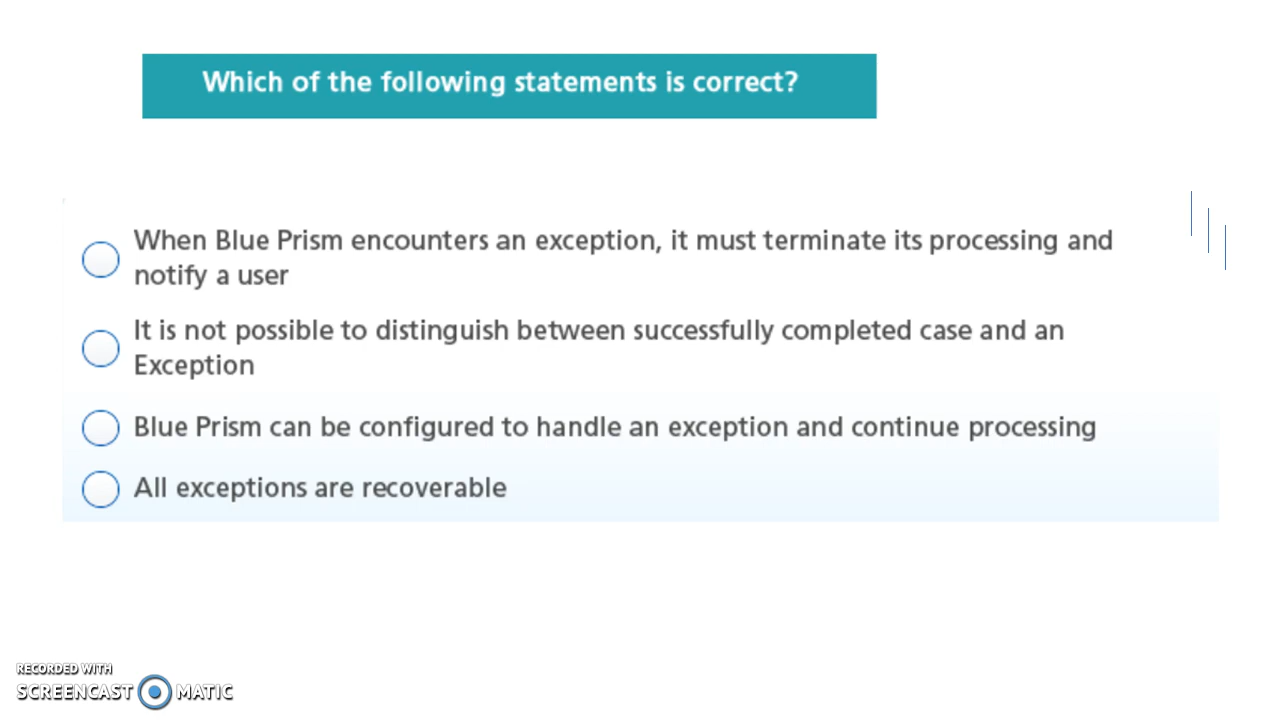 Which of the following statements is correct?
When Blue Prism encounters an exception, it must terminate its processing and
notify a user
It is not possible to distinguish between successfully completed case and an
Exception
Blue Prism can be configured to handle an exception and continue processing
All exceptions are recoverable
RECORDED WITH
SCREENCAST MATIC